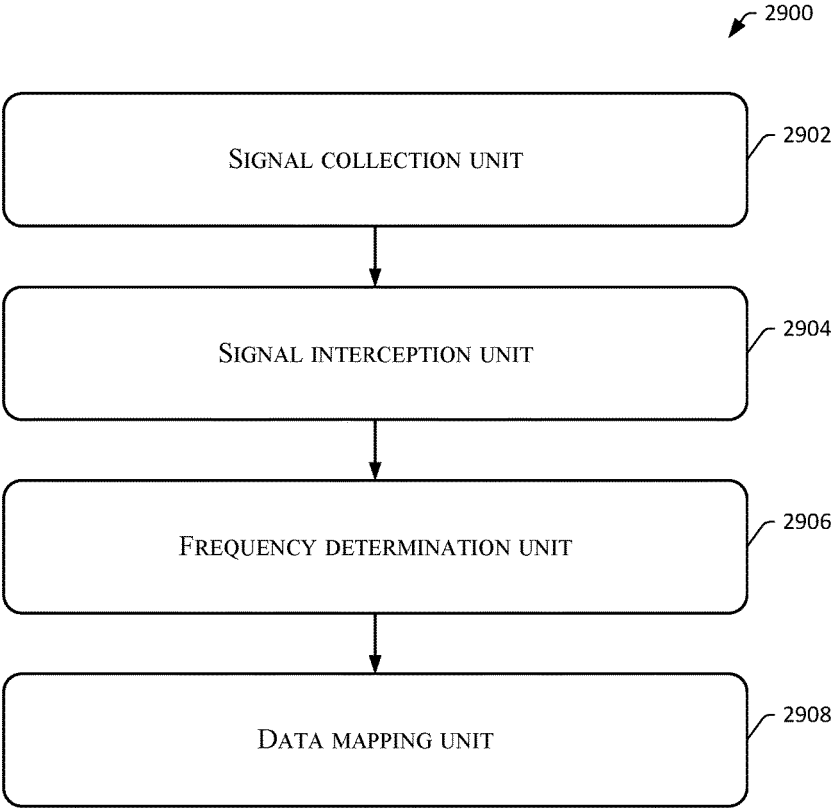 2900
SIGNAL COLLECTION UNIT
2902
SIGNAL INTERCEPTION UNIT
2904
FREQUENCY DETERMINATION UNIT
2906
DATA MAPPING UNIT
2908